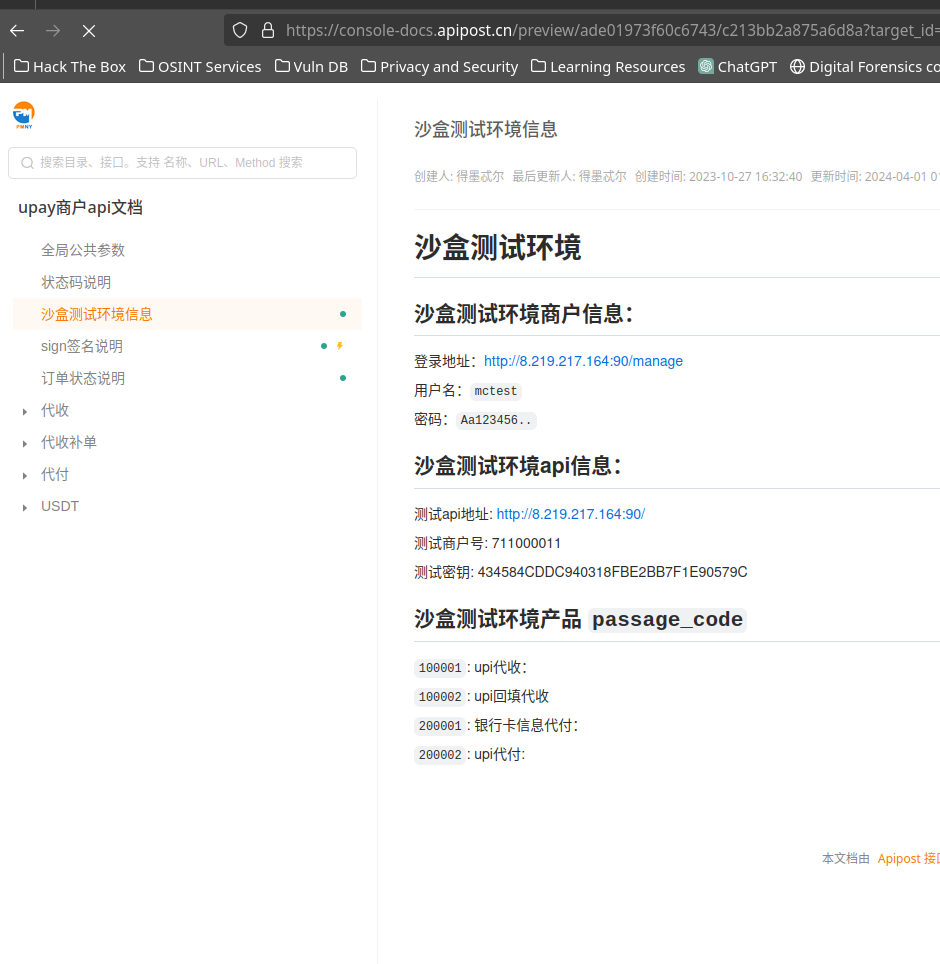 https://console-docs.apipost.cn/preview/ade01973f60c6743/c213bb2a875a6d8a?target_id=
Hack The Box OSINT Services Vuln DB Privacy and Security Learning Resources ChatGPT Digital Forensics co
PMNY
搜索目录、接口。支持 名称、URL、Method 搜索
upay商户api文档
全局公共参数
状态码说明
沙盒测试环境信息
sign签名说明
订单状态说明
代收
代收补单
代付
USDT
沙盒测试环境信息
创建人: 得墨忒尔 最后更新人: 得墨忒尔 创建时间: 2023-10-27 16:32:40 更新时间: 2024-04-01 01
沙盒测试环境
沙盒测试环境商户信息：
登录地址：http://8.219.217.164:90/manage
用户名：mctest
密码：Aa123456..
沙盒测试环境api信息：
测试api地址: http://8.219.217.164:90/
测试商户号: 711000011
测试密钥: 434584CDDC940318FBE2BB7F1E90579C
沙盒测试环境产品 passage_code
100001: upi代收：
100002: upi回填代收
200001: 银行卡信息代付：
200002: upi代付:
本文档由 Apipost 接口